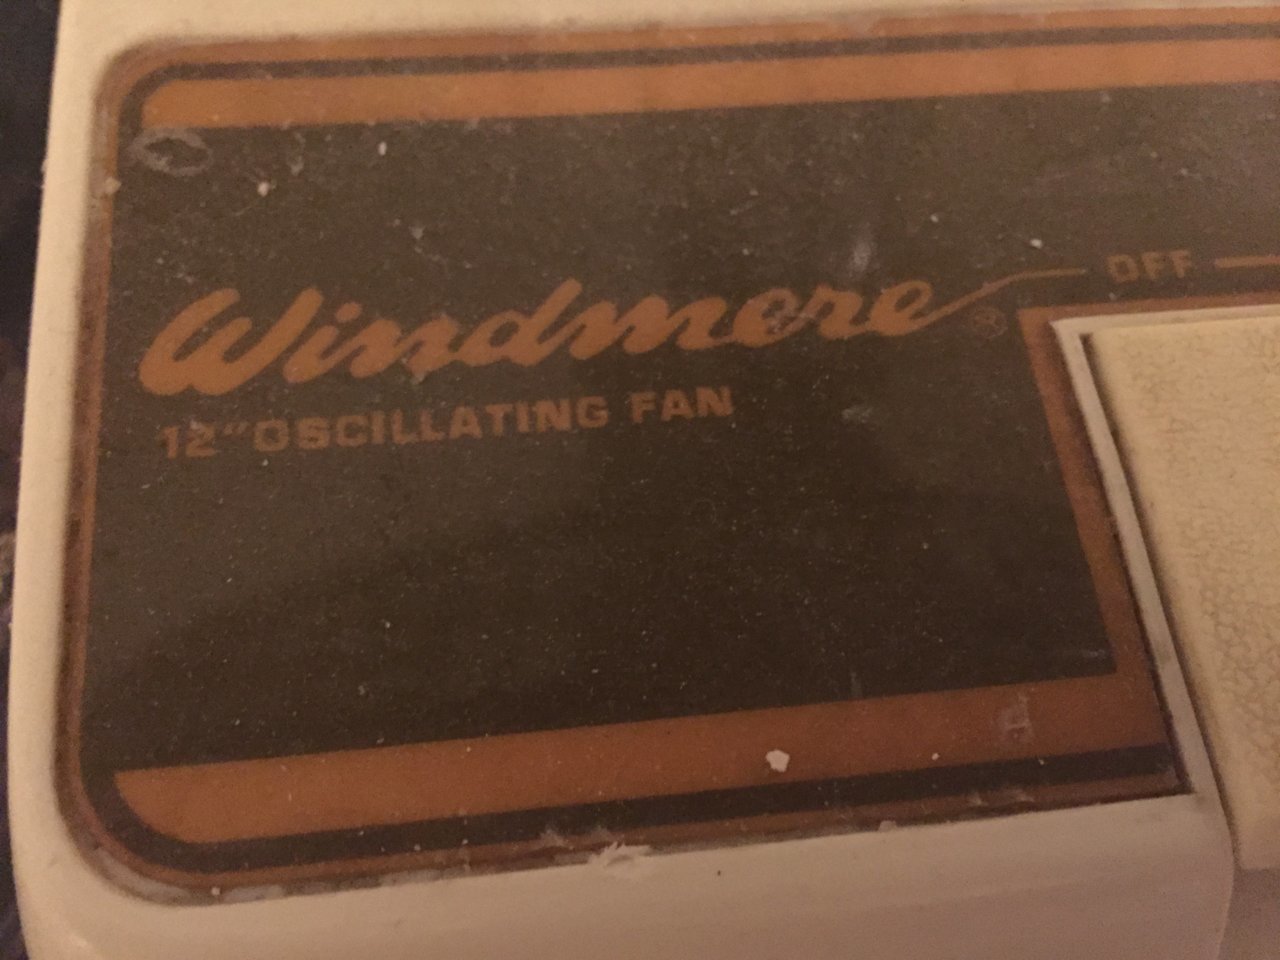 Windmere®
OFF
12" OSCILLATING FAN